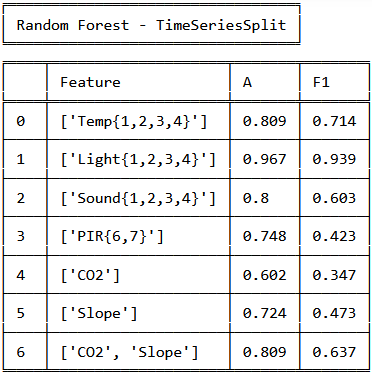 Random Forest - TimeSeriesSplit
Feature A F1
0 ['Temp{1,2,3,4}'] 0.809 0.714
1 ['Light{1,2,3,4}'] 0.967 0.939
2 ['Sound{1,2,3,4}'] 0.8 0.603
3 ['PIR{6,7}'] 0.748 0.423
4 ['CO2'] 0.602 0.347
5 ['Slope'] 0.724 0.473
6 ['CO2', 'Slope'] 0.809 0.637